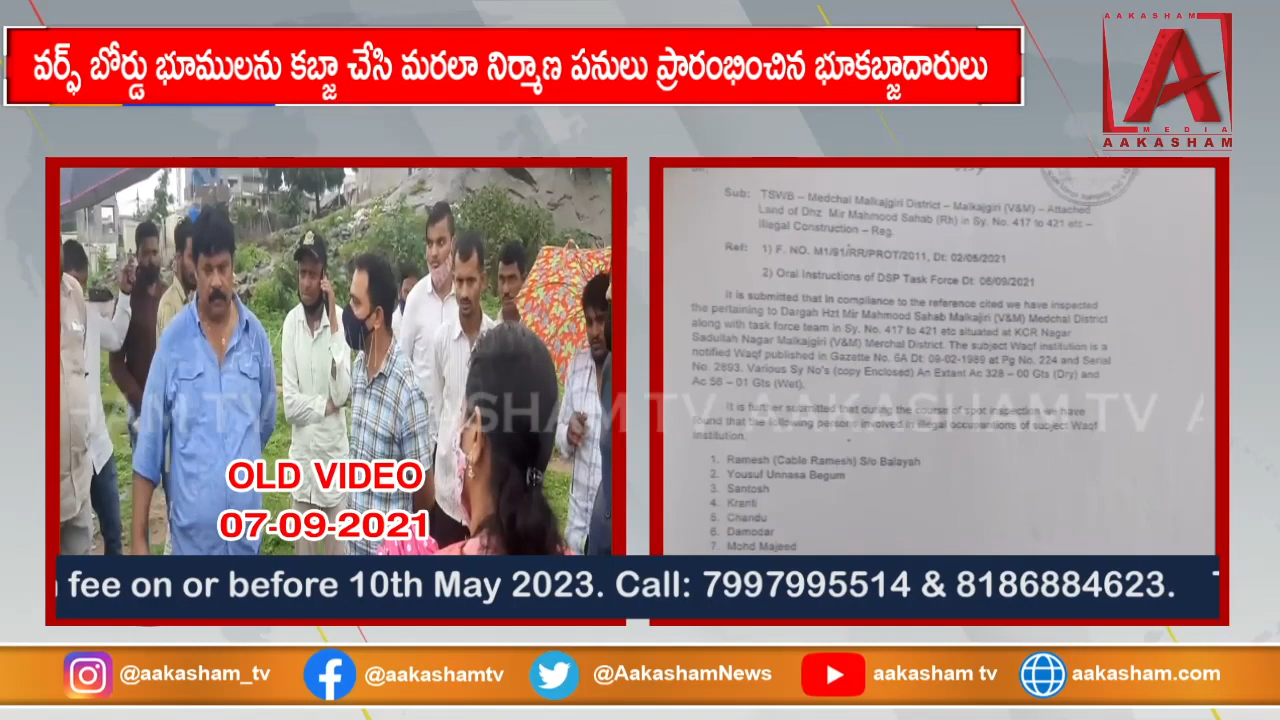 వర్ఫ్ బోర్డు భూములను కబ్జా చేసి మరలా నిర్మాణ పనులు ప్రారంభించిన భూకబ్జాదారులు
AAKASHAM
MEDIA
AAKASHAM
Sub: TSWB – Medchal Malkajgiri District – Malkajgiri (V&M) – Attached
Land of Dhz Mir Mahmood Sahab (Rh) in Sy. No. 417 to 421 etc –
Illegal Construction – Reg.
Ref: 1) F. NO. M1/91/RR/PROT/2011, Dt: 02/05/2021
2) Oral Instructions of DSP Task Force Dt: 06/09/2021
It is submitted that in compliance to the reference cited we have inspected
the pertaining to Dargah Hzt Mir Mahmood Sahab Malkajiri (V&M) Medchal District
along with task force team in Sy. No. 417 to 421 etc situated at KCR Nagar
Sadullah Nagar Malkajgiri (V&M) Merchal District. The subject Waqf institution is a
notified Waqf published in Gazette No. 6A Dt: 09-02-1989 at Pg No. 224 and Serial
No. 2893. Various Sy No's (copy Enclosed) An Extant Ac 328 – 00 Gts (Dry) and
Ac 56 – 01 Gts (Wet).
It is further submitted that during the course of spot inspection we have
found that the following persons involved in illegal occupantions of subject Waqf
Institution.
1. Ramesh (Cable Ramesh) S/o Balayah
2. Yousuf Unnasa Begum
3. Santosh
4. Kranti
5. Chandu
6. Damodar
7. Mohd Majeed
HAM TV AAKASHAM TV AAKASHAM TV A
OLD VIDEO
07-09-2021
fee on or before 10th May 2023. Call: 7997995514 & 8186884623.
@aakasham_tv @aakashamtv @AakashamNews aakasham tv aakasham.com